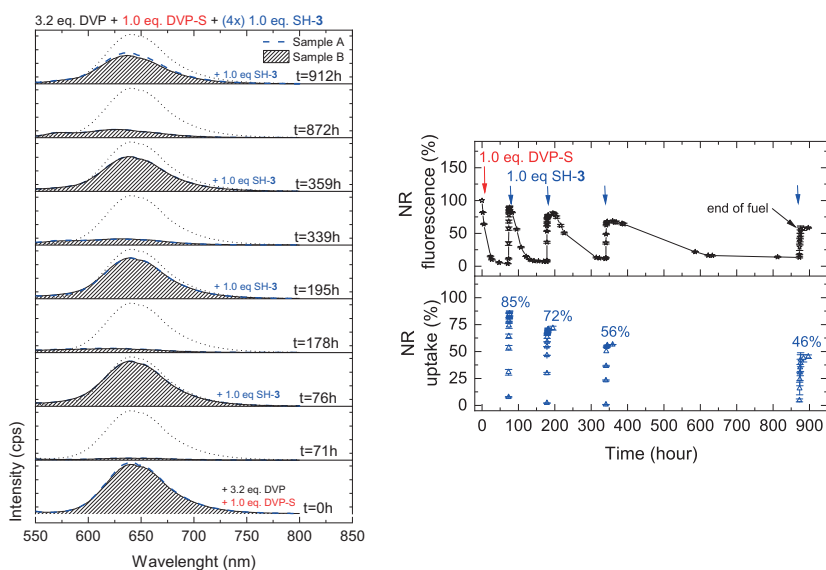 3.2 eq. DVP + 1.0 eq. DVP-S + (4x) 1.0 eq. SH-3
Sample A
Sample B
+ 1.0 eq SH-3
t=912h
t=872h
+ 1.0 eq. SH-3
t=359h
t=339h
+ 1.0 eq. SH-3
t=195h
t=178h
+ 1.0 eq. SH-3
t=76h
t=71h
+ 3.2 eq. DVP
+ 1.0 eq. DVP-S
t=0h
Intensity (cps)
550 600 650 700 750 800 850
Wavelenght (nm)
1.0 eq. DVP-S
1.0 eq SH-3
end of fuel
NR
fluorescence (%)
150
100
50
0
85%
72%
56%
46%
NR
uptake (%)
100
75
50
25
0
0 100 200 300 400 500 600 700 800 900
Time (hour)